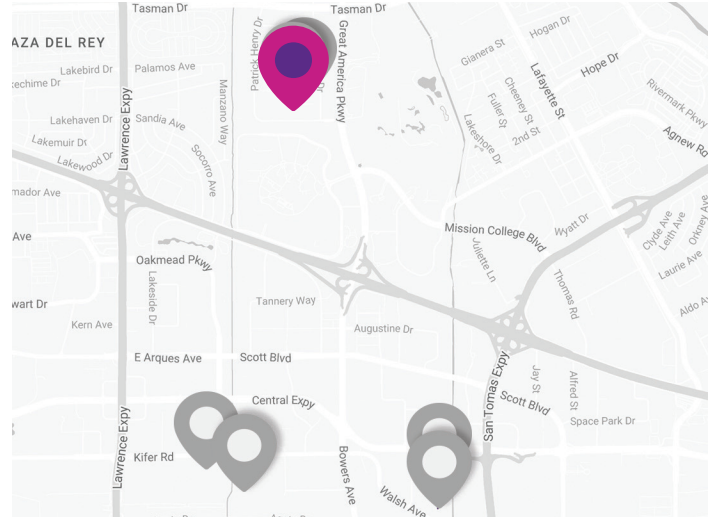 Tasman Dr
Tasman Dr
Hogan Dr
AZA DEL REY
Gianera St
Hope Dr
Lakebird Dr
Palamos Ave
Patrick Henry Dr
Great America Pkwy
Lafayette St
Manzano Way
Cheeney St
Fuller St
2nd St
Rivermark Pkwy
Lakehaven Dr
Sandia Ave
Lawrence Expy
Agnew Rd
Lakemuir Dr
Lakewood Dr
Socorro Ave
Lakeshore Dr
mador Ave
Orkney Ave
Leith Ave
Clyde Ave
Ave
Mission College Blvd
Wyatt Dr
Juliette Ln
Laurie Ave
Oakmead Pkwy
Lakeside Dr
Thomas Rd
wart Dr
Tannery Way
Aldo Av
Kern Ave
Augustine Dr
E Arques Ave
Scott Blvd
San Tomas Expy
Jay St
Alfred St
Central Expy
Scott Blvd
Space Park Dr
Lawrence Expy
Kifer Rd
Bowers Ave
Walsh Ave